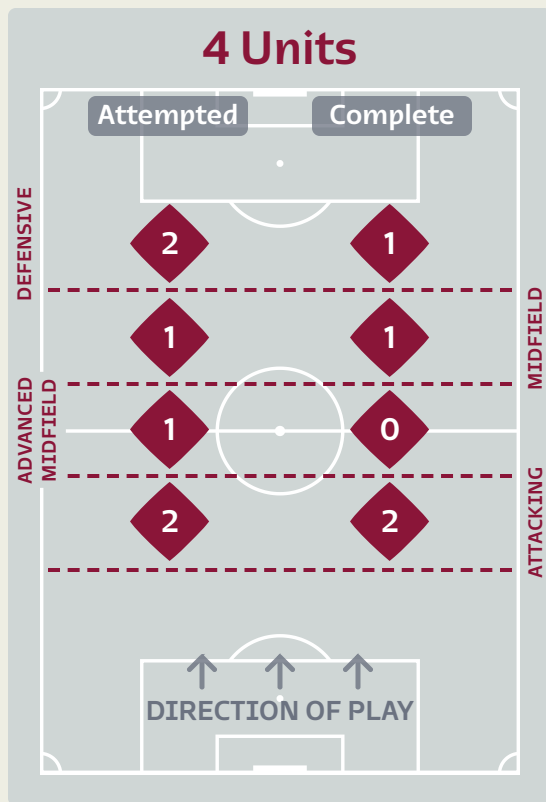 4 Units
Attempted
Complete
DEFENSIVE
2
1
MIDFIELD
1
1
ADVANCED
MIDFIELD
1
0
ATTACKING
2
2
DIRECTION OF PLAY